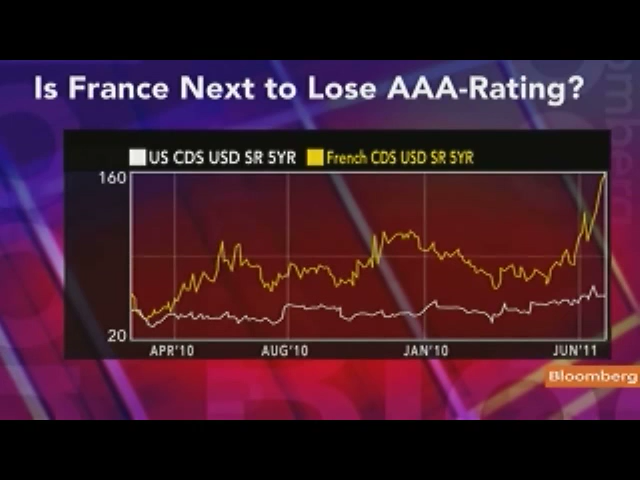 Is France Next to Lose AAA-Rating?
US CDS USD SR 5YR French CDS USD SR 5YR
160
20
APR'10 AUG'10 JAN'10 JUN'11
Bloomberg